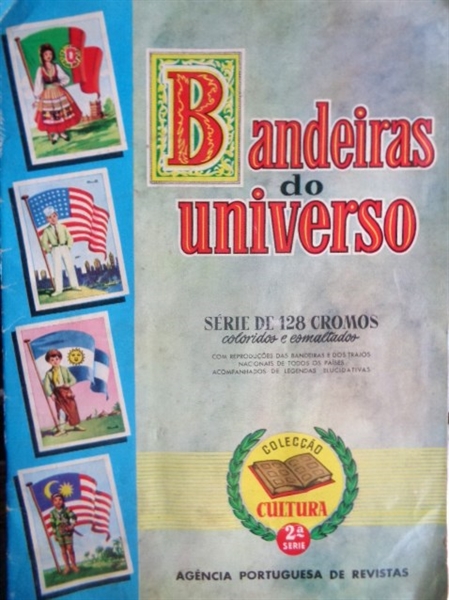 Bandeiras
do
universo
SÉRIE DE 128 CROMOS
coloridos e esmaltados
COM REPRODUÇÕES DAS BANDEIRAS E DOS TRAJOS
NACIONAIS DE TODOS OS PAÍSES
ACOMPANHADOS DE LEGENDAS ELUCIDATIVAS
COLECÇÃO
CULTURA
2ª
SERIE
AGÊNCIA PORTUGUESA DE REVISTAS